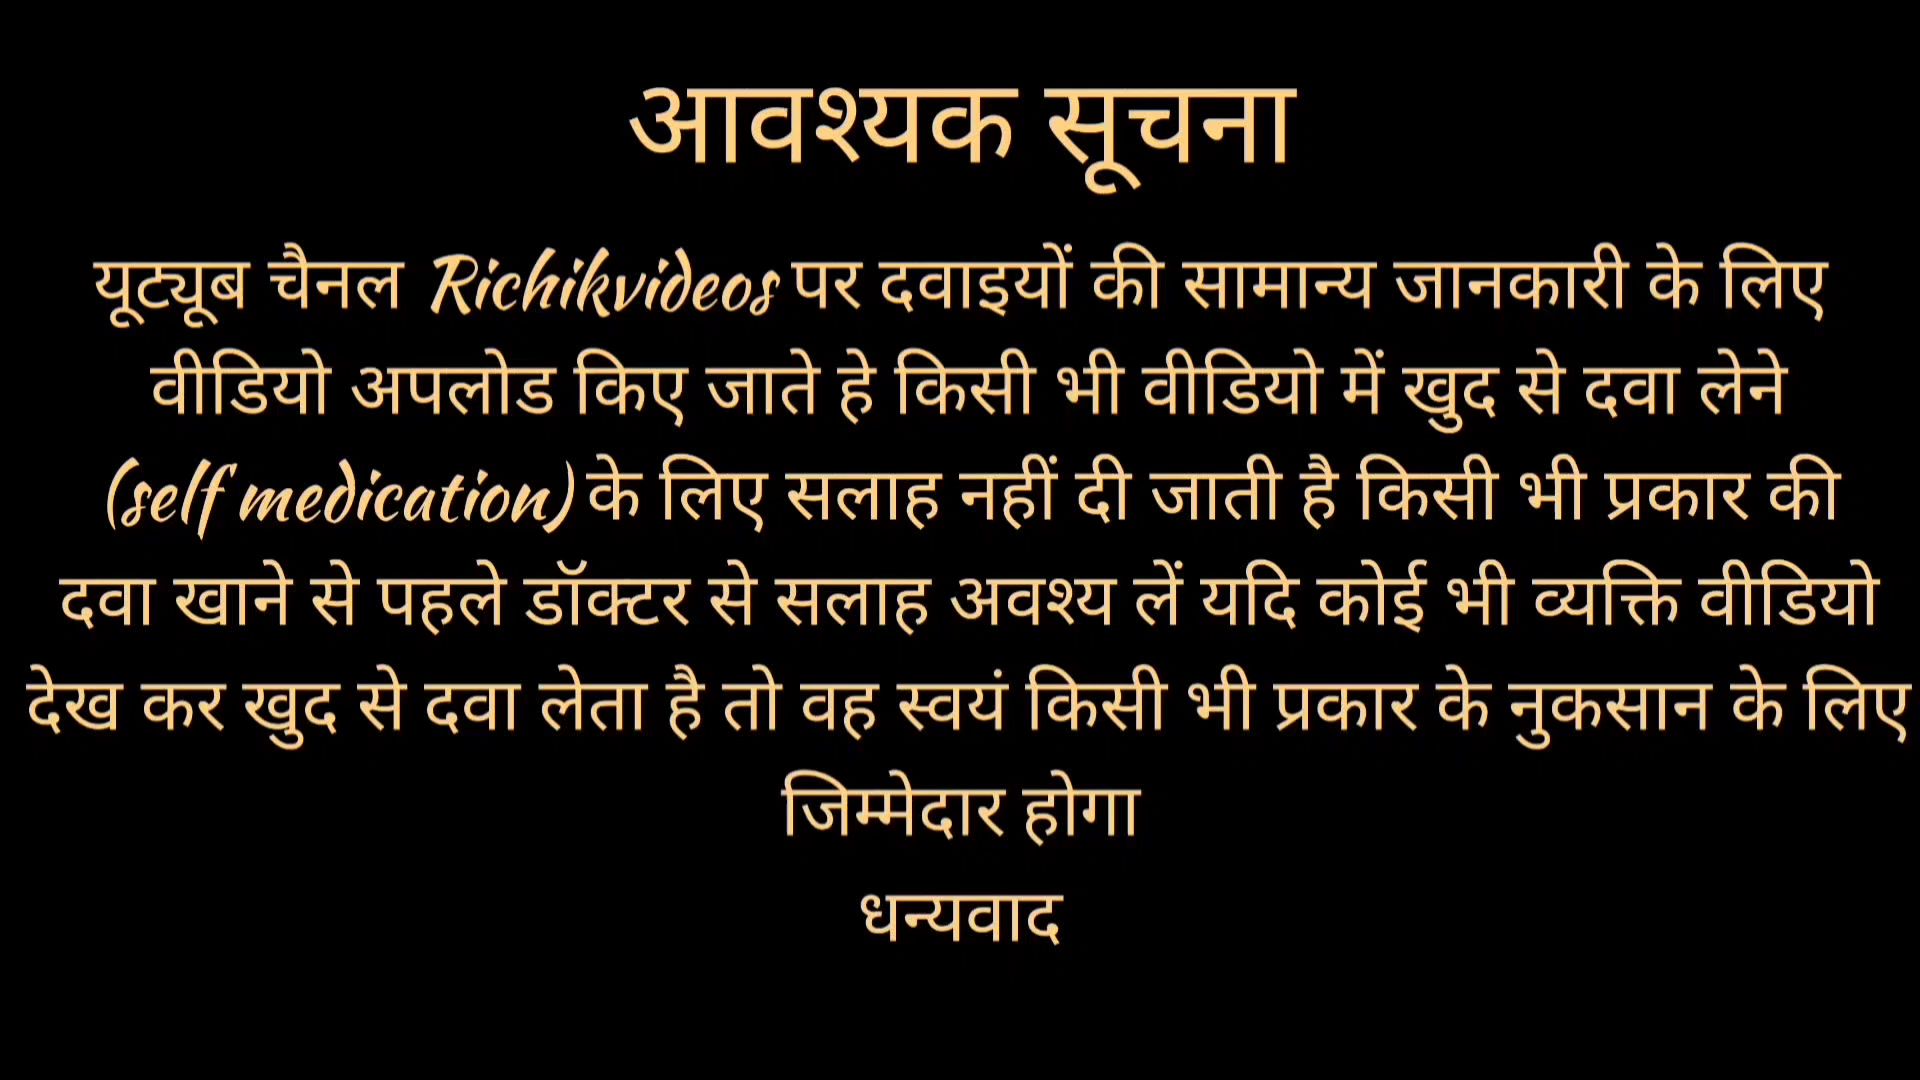 आवश्यक सूचना
यूट्यूब चैनल Richikvideos पर दवाइयों की सामान्य जानकारी के लिए
वीडियो अपलोड किए जाते हे किसी भी वीडियो में खुद से दवा लेने
(self medication) के लिए सलाह नहीं दी जाती है किसी भी प्रकार की
दवा खाने से पहले डॉक्टर से सलाह अवश्य लें यदि कोई भी व्यक्ति वीडियो
देख कर खुद से दवा लेता है तो वह स्वयं किसी भी प्रकार के नुकसान के लिए
जिम्मेदार होगा
धन्यवाद